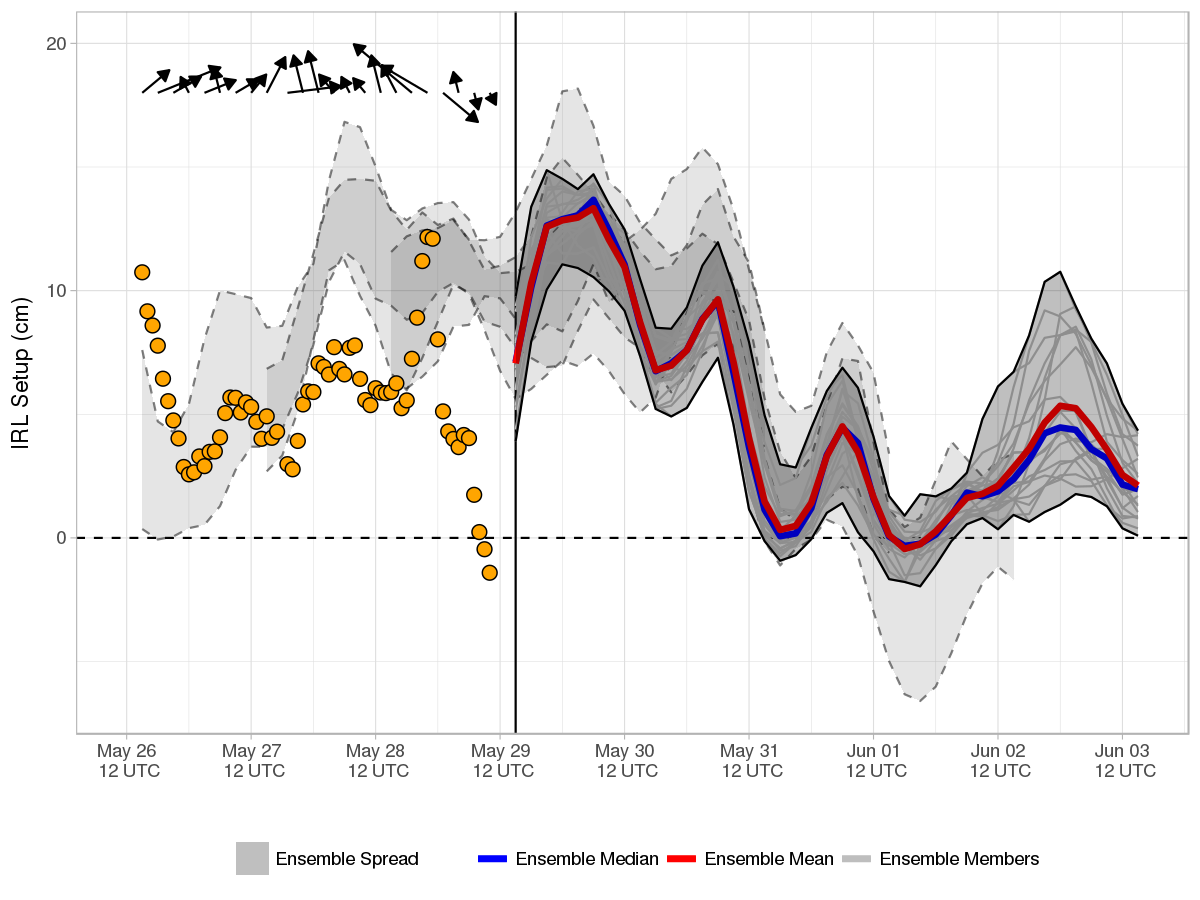 20
10
0
IRL Setup (cm)
May 26 May 27 May 28 May 29 May 30 May 31 Jun 01 Jun 02 Jun 03
12 UTC 12 UTC 12 UTC 12 UTC 12 UTC 12 UTC 12 UTC 12 UTC 12 UTC
Ensemble Spread Ensemble Median Ensemble Mean Ensemble Members